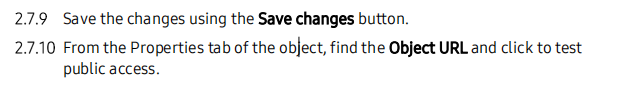 2.7.9 Save the changes using the Save changes button.
2.7.10 From the Properties tab of the object, find the Object URL and click to test
public access.